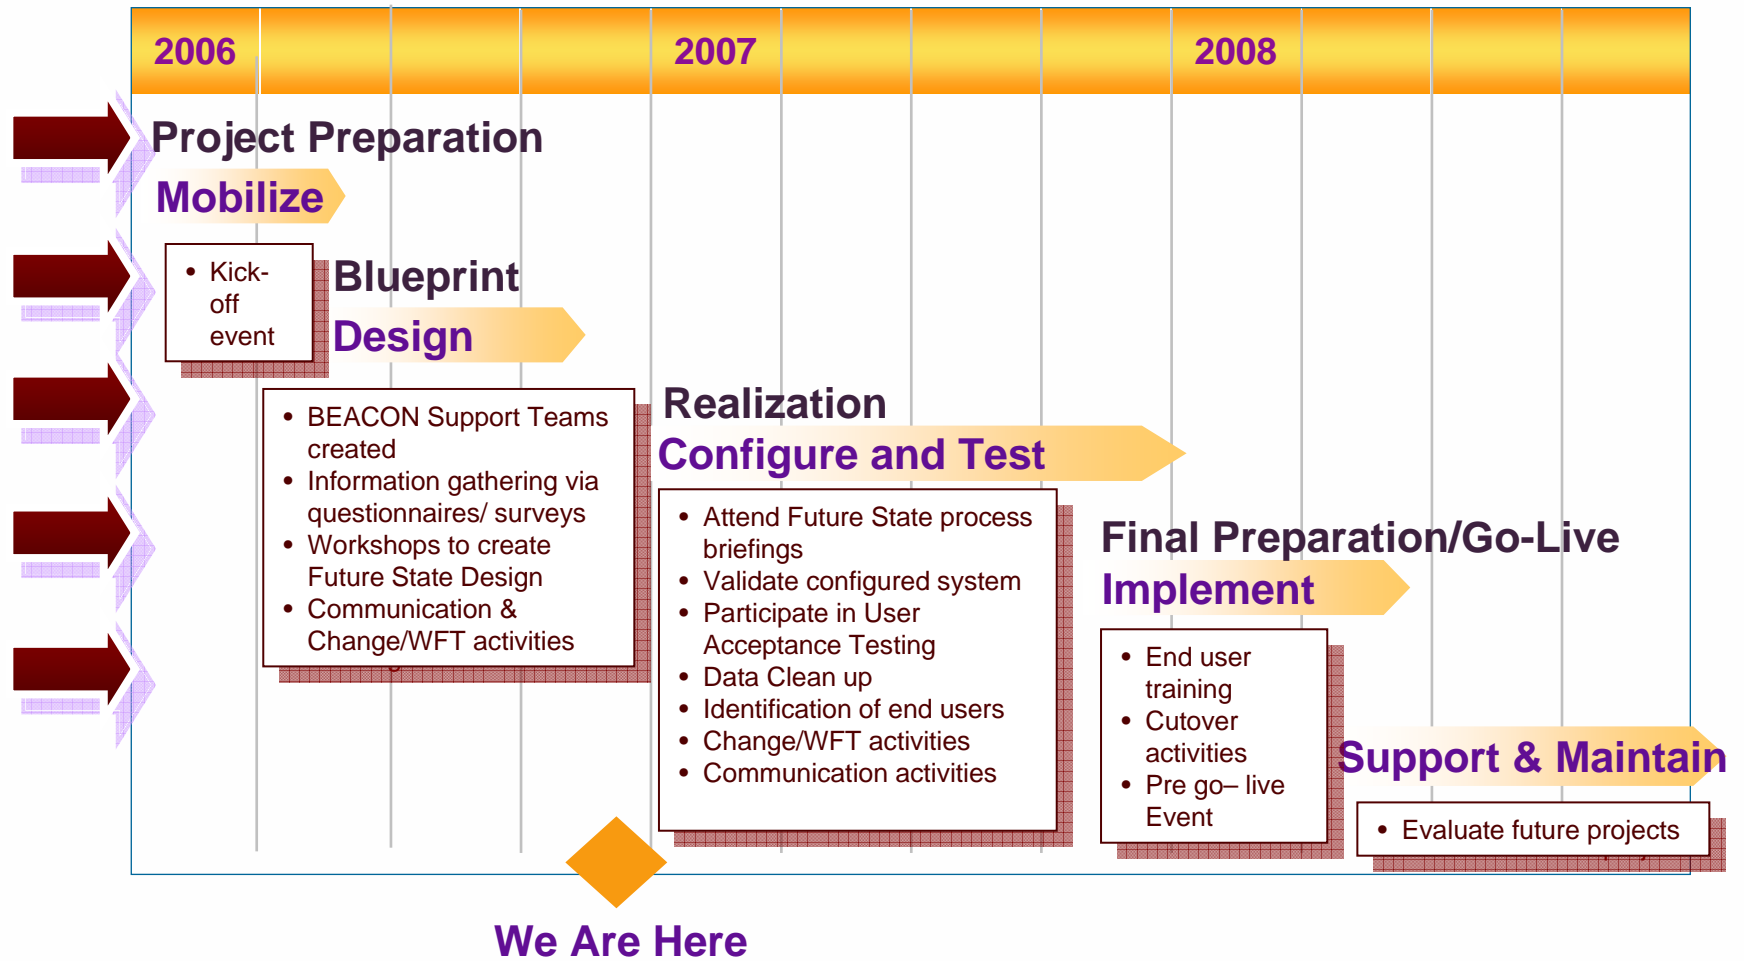 2006 2007 2008
Project Preparation
Mobilize
• Kick-
off
event
Blueprint
Design
• BEACON Support Teams
created
• Information gathering via
questionnaires/ surveys
• Workshops to create
Future State Design
• Communication &
Change/WFT activities
Realization
Configure and Test
• Attend Future State process
briefings
• Validate configured system
• Participate in User
Acceptance Testing
• Data Clean up
• Identification of end users
• Change/WFT activities
• Communication activities
Final Preparation/Go-Live
Implement
• End user
training
• Cutover
activities
• Pre go– live
Event
Support & Maintain
• Evaluate future projects
We Are Here